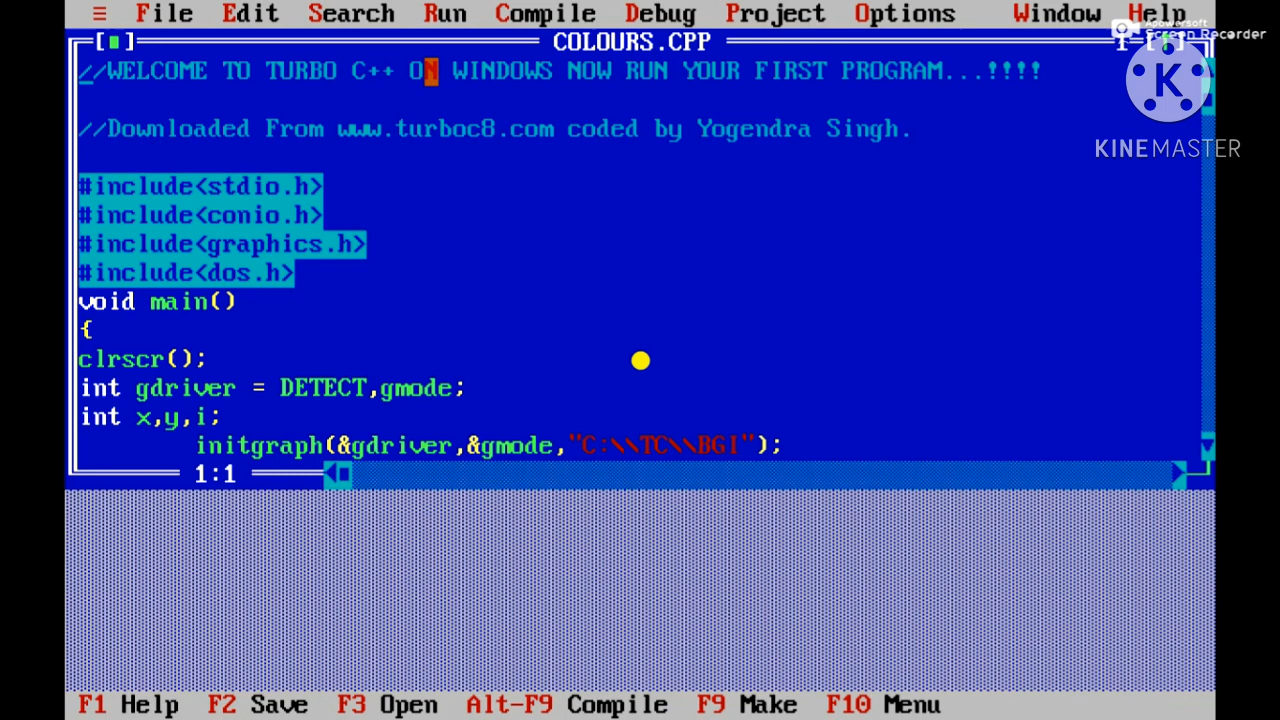 ≡ File Edit Search Run Compile Debug Project Options Window Help
Apowersoft
Screen Recorder
COLOURS.CPP
//WELCOME TO TURBO C++ ON WINDOWS NOW RUN YOUR FIRST PROGRAM...!!!!
K
KINEMASTER
//Downloaded From www.turboc8.com coded by Yogendra Singh.
#include<stdio.h>
#include<conio.h>
#include<graphics.h>
#include<dos.h>
void main()
{
clrscr();
int gdriver = DETECT,gmode;
int x,y,i;
initgraph(&gdriver,&gmode,"C:\\TC\\BGI");
1:1
F1 Help F2 Save F3 Open Alt-F9 Compile F9 Make F10 Menu